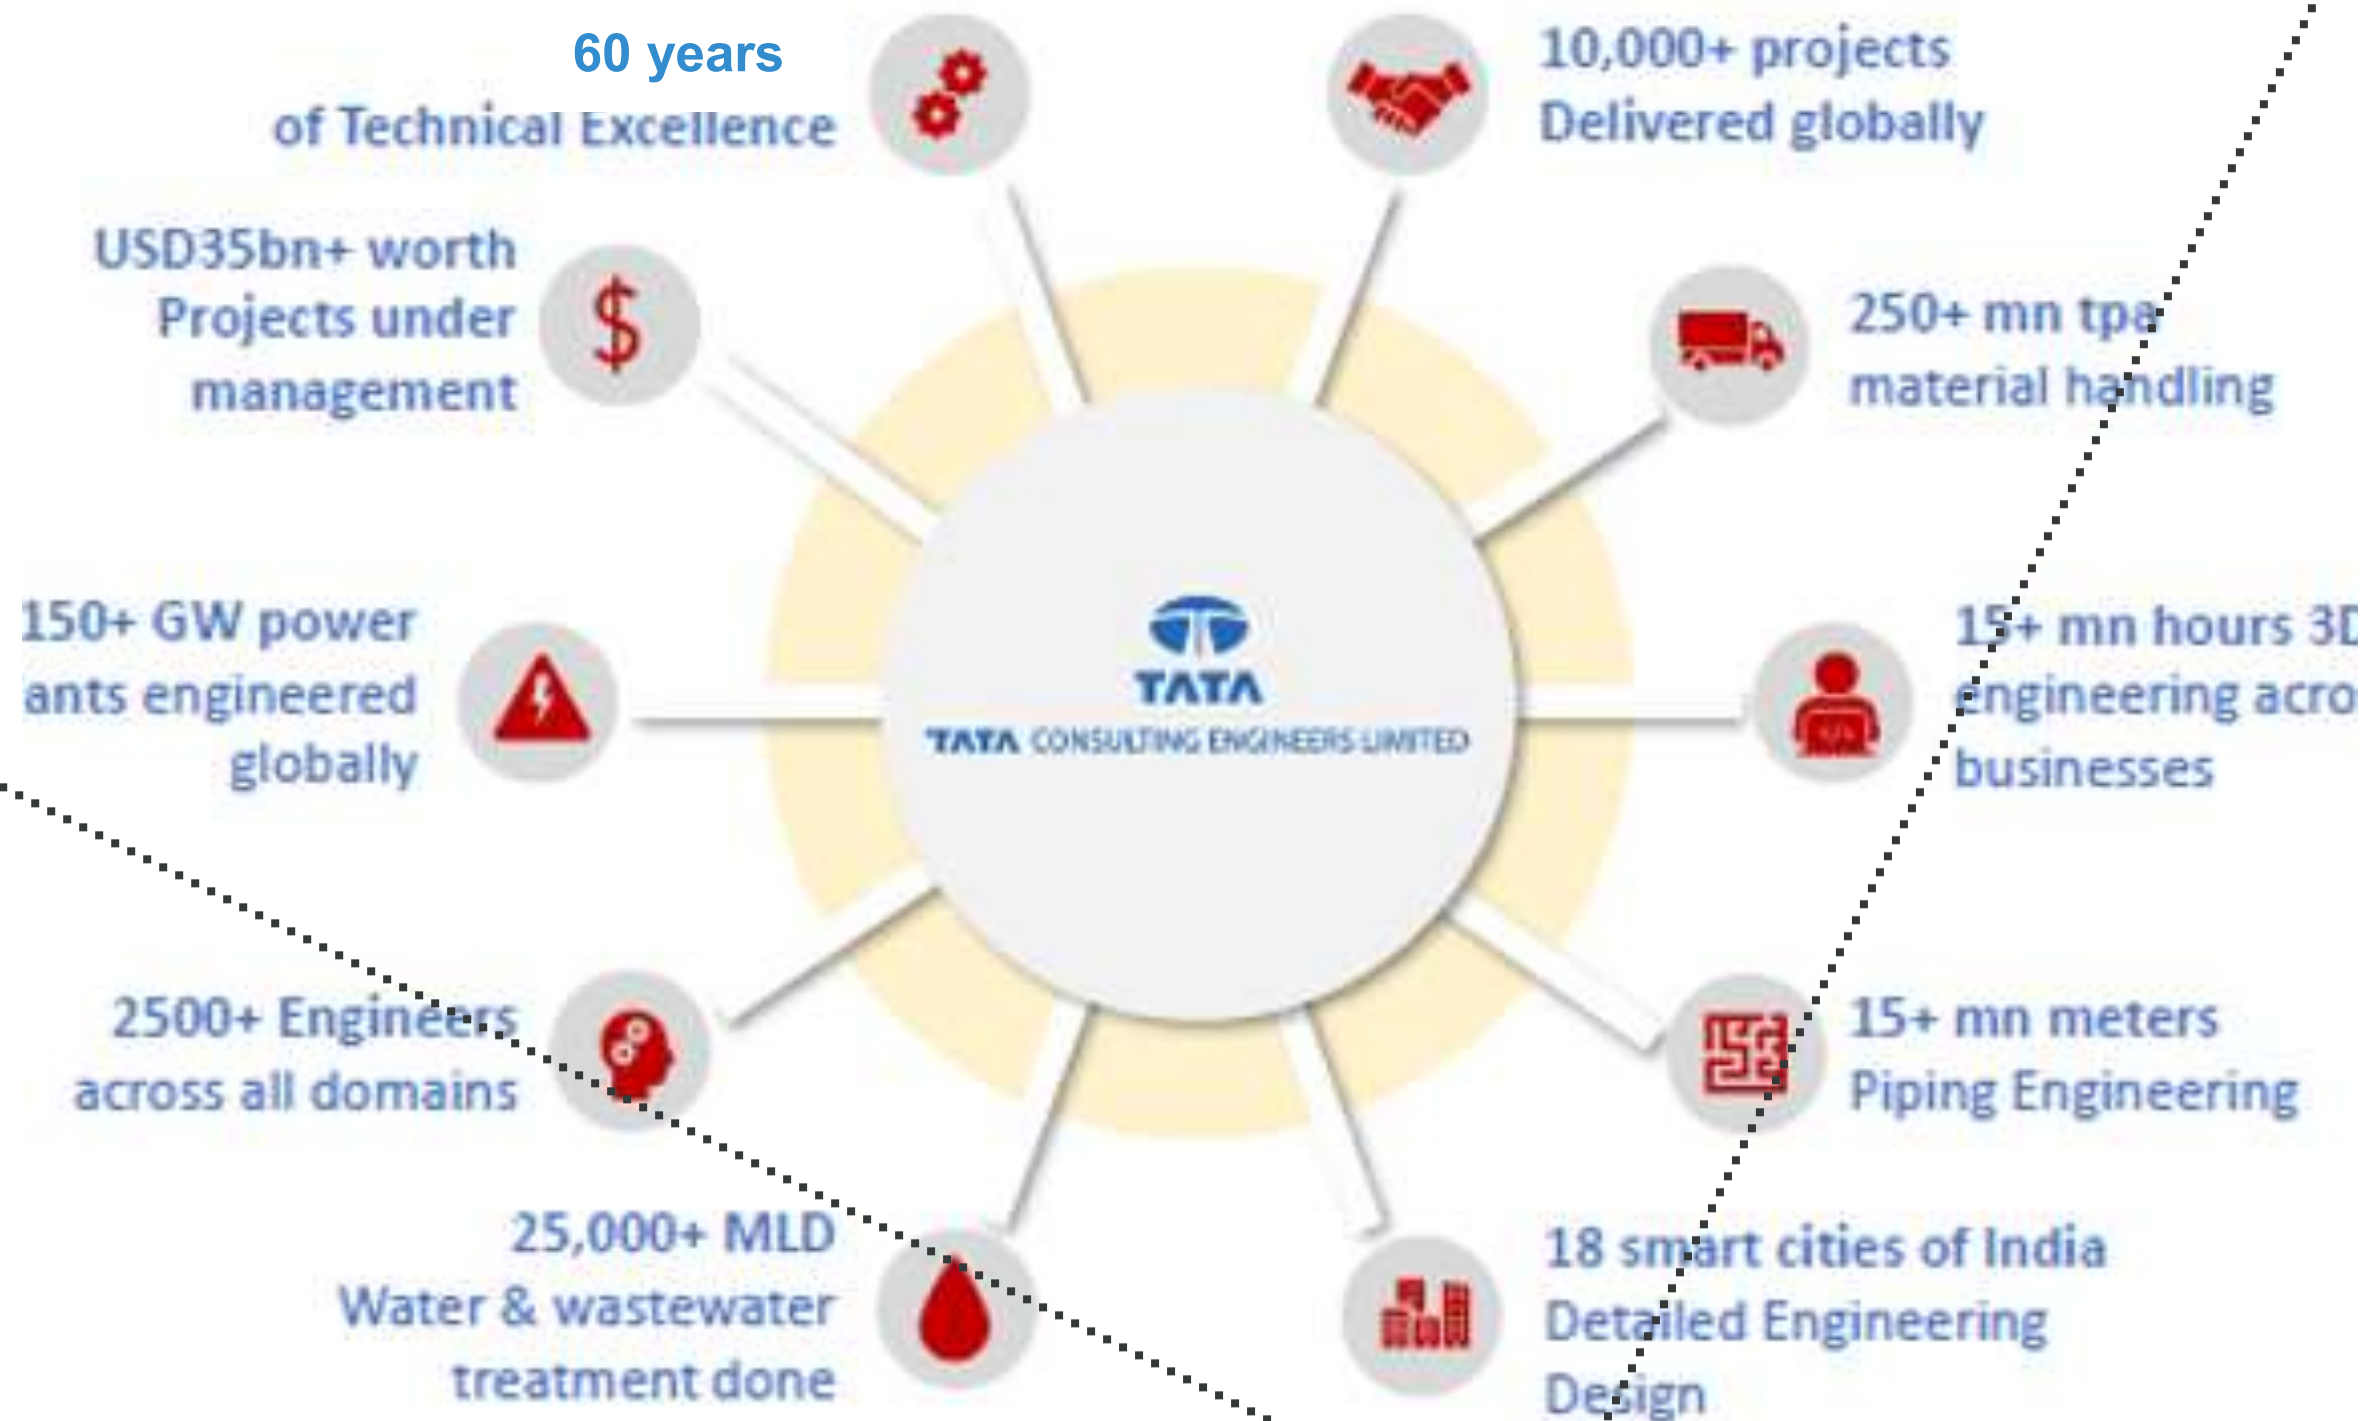 60 years
of Technical Excellence
10,000+ projects
Delivered globally
USD35bn+ worth
Projects under
management
250+ mn tpa
material handling
150+ GW power
ants engineered
globally
TATA
TATA CONSULTING ENGINEERS LIMITED
15+ mn hours 3D
engineering acro
businesses
2500+ Engineers
across all domains
15+ mn meters
Piping Engineering
25,000+ MLD
Water & wastewater
treatment done
18 smart cities of India
Detailed Engineering
Design